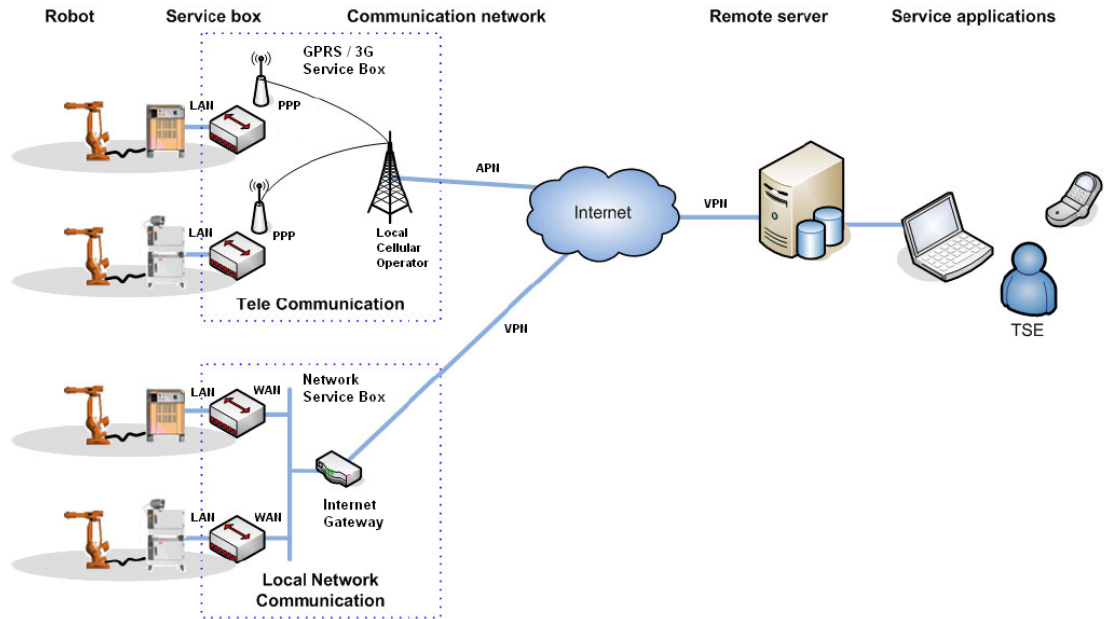 Robot
Service box
Communication network
Remote server
Service applications
GPRS / 3G
Service Box
LAN
PPP
APN
Internet
VPN
LAN
PPP
Local
Cellular
Operator
Tele Communication
TSE
VPN
Network
Service Box
LAN
WAN
Internet
Gateway
LAN
WAN
Local Network
Communication